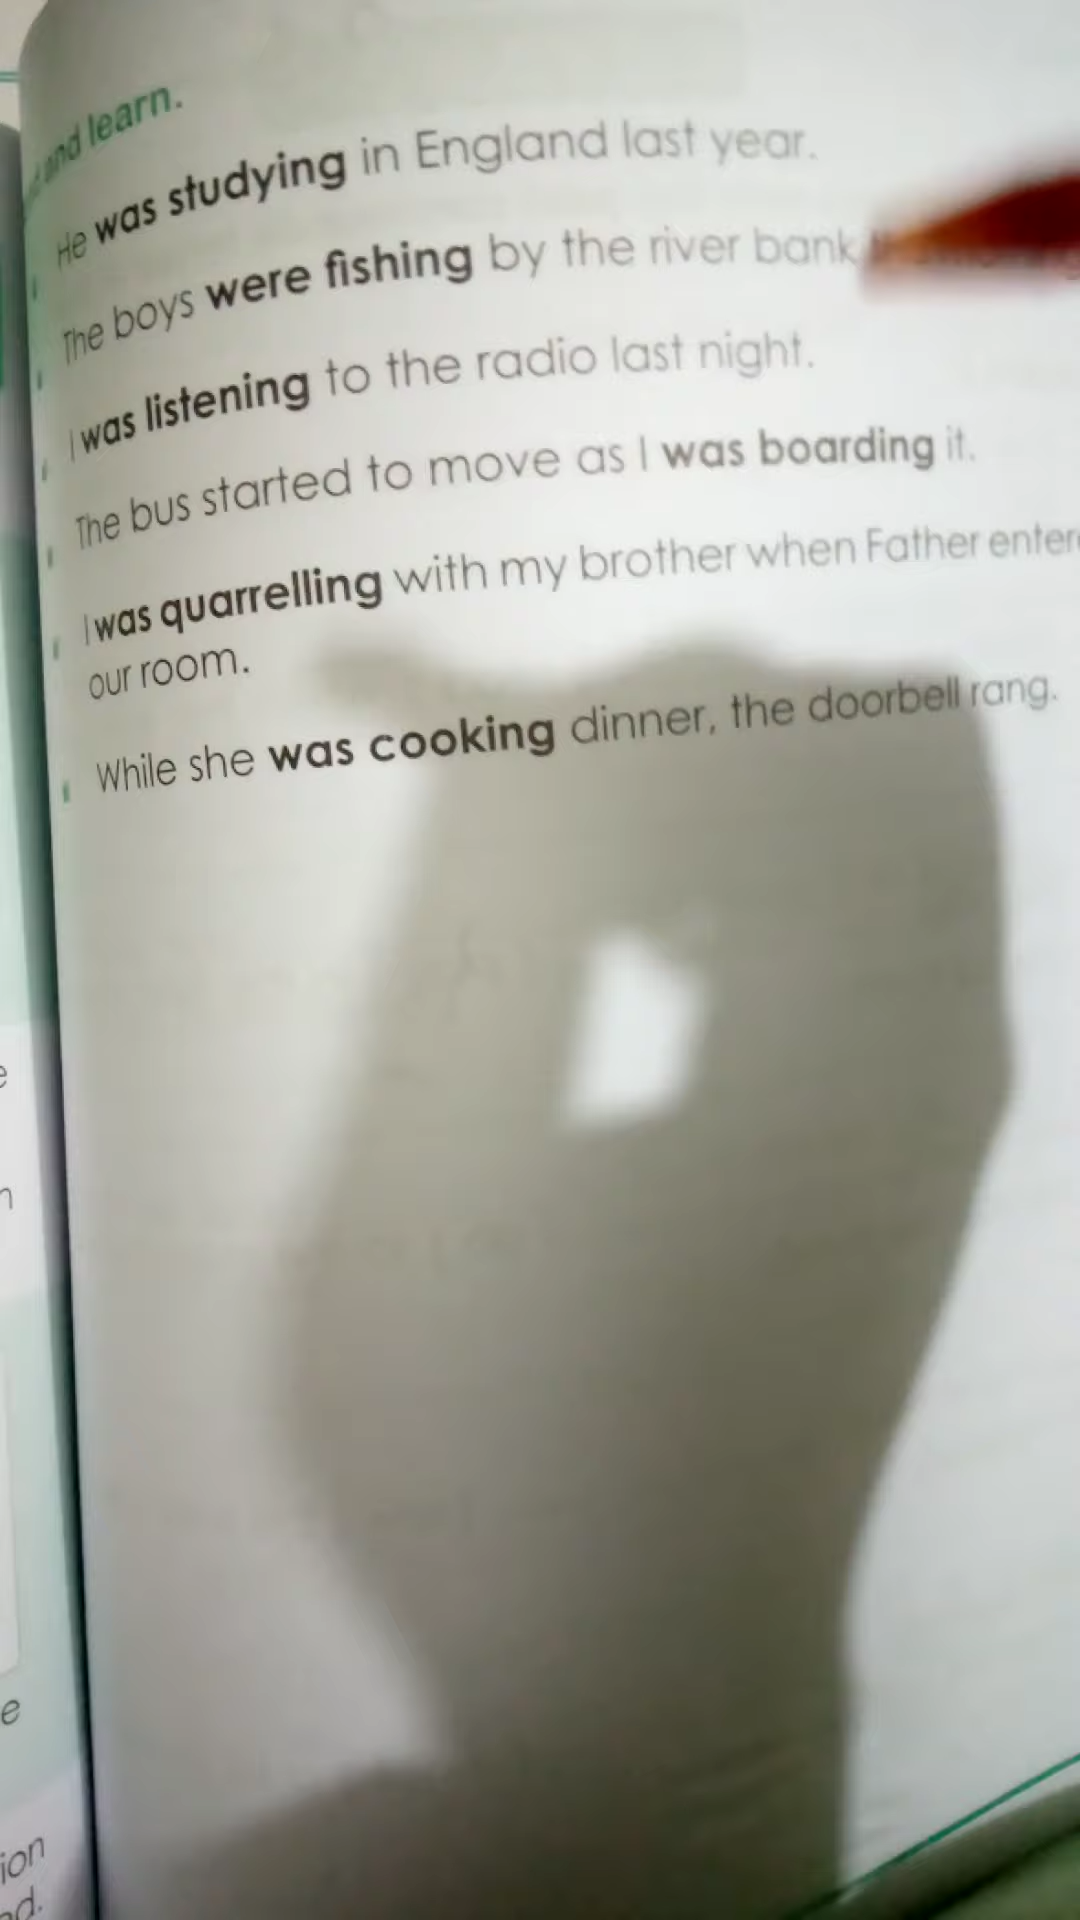 and learn.
He was studying in England last year.
The boys were fishing by the river bank
I was listening to the radio last night.
The bus started to move as I was boarding it.
I was quarrelling with my brother when Father
our room.
While she was cooking dinner, the doorbell rang.